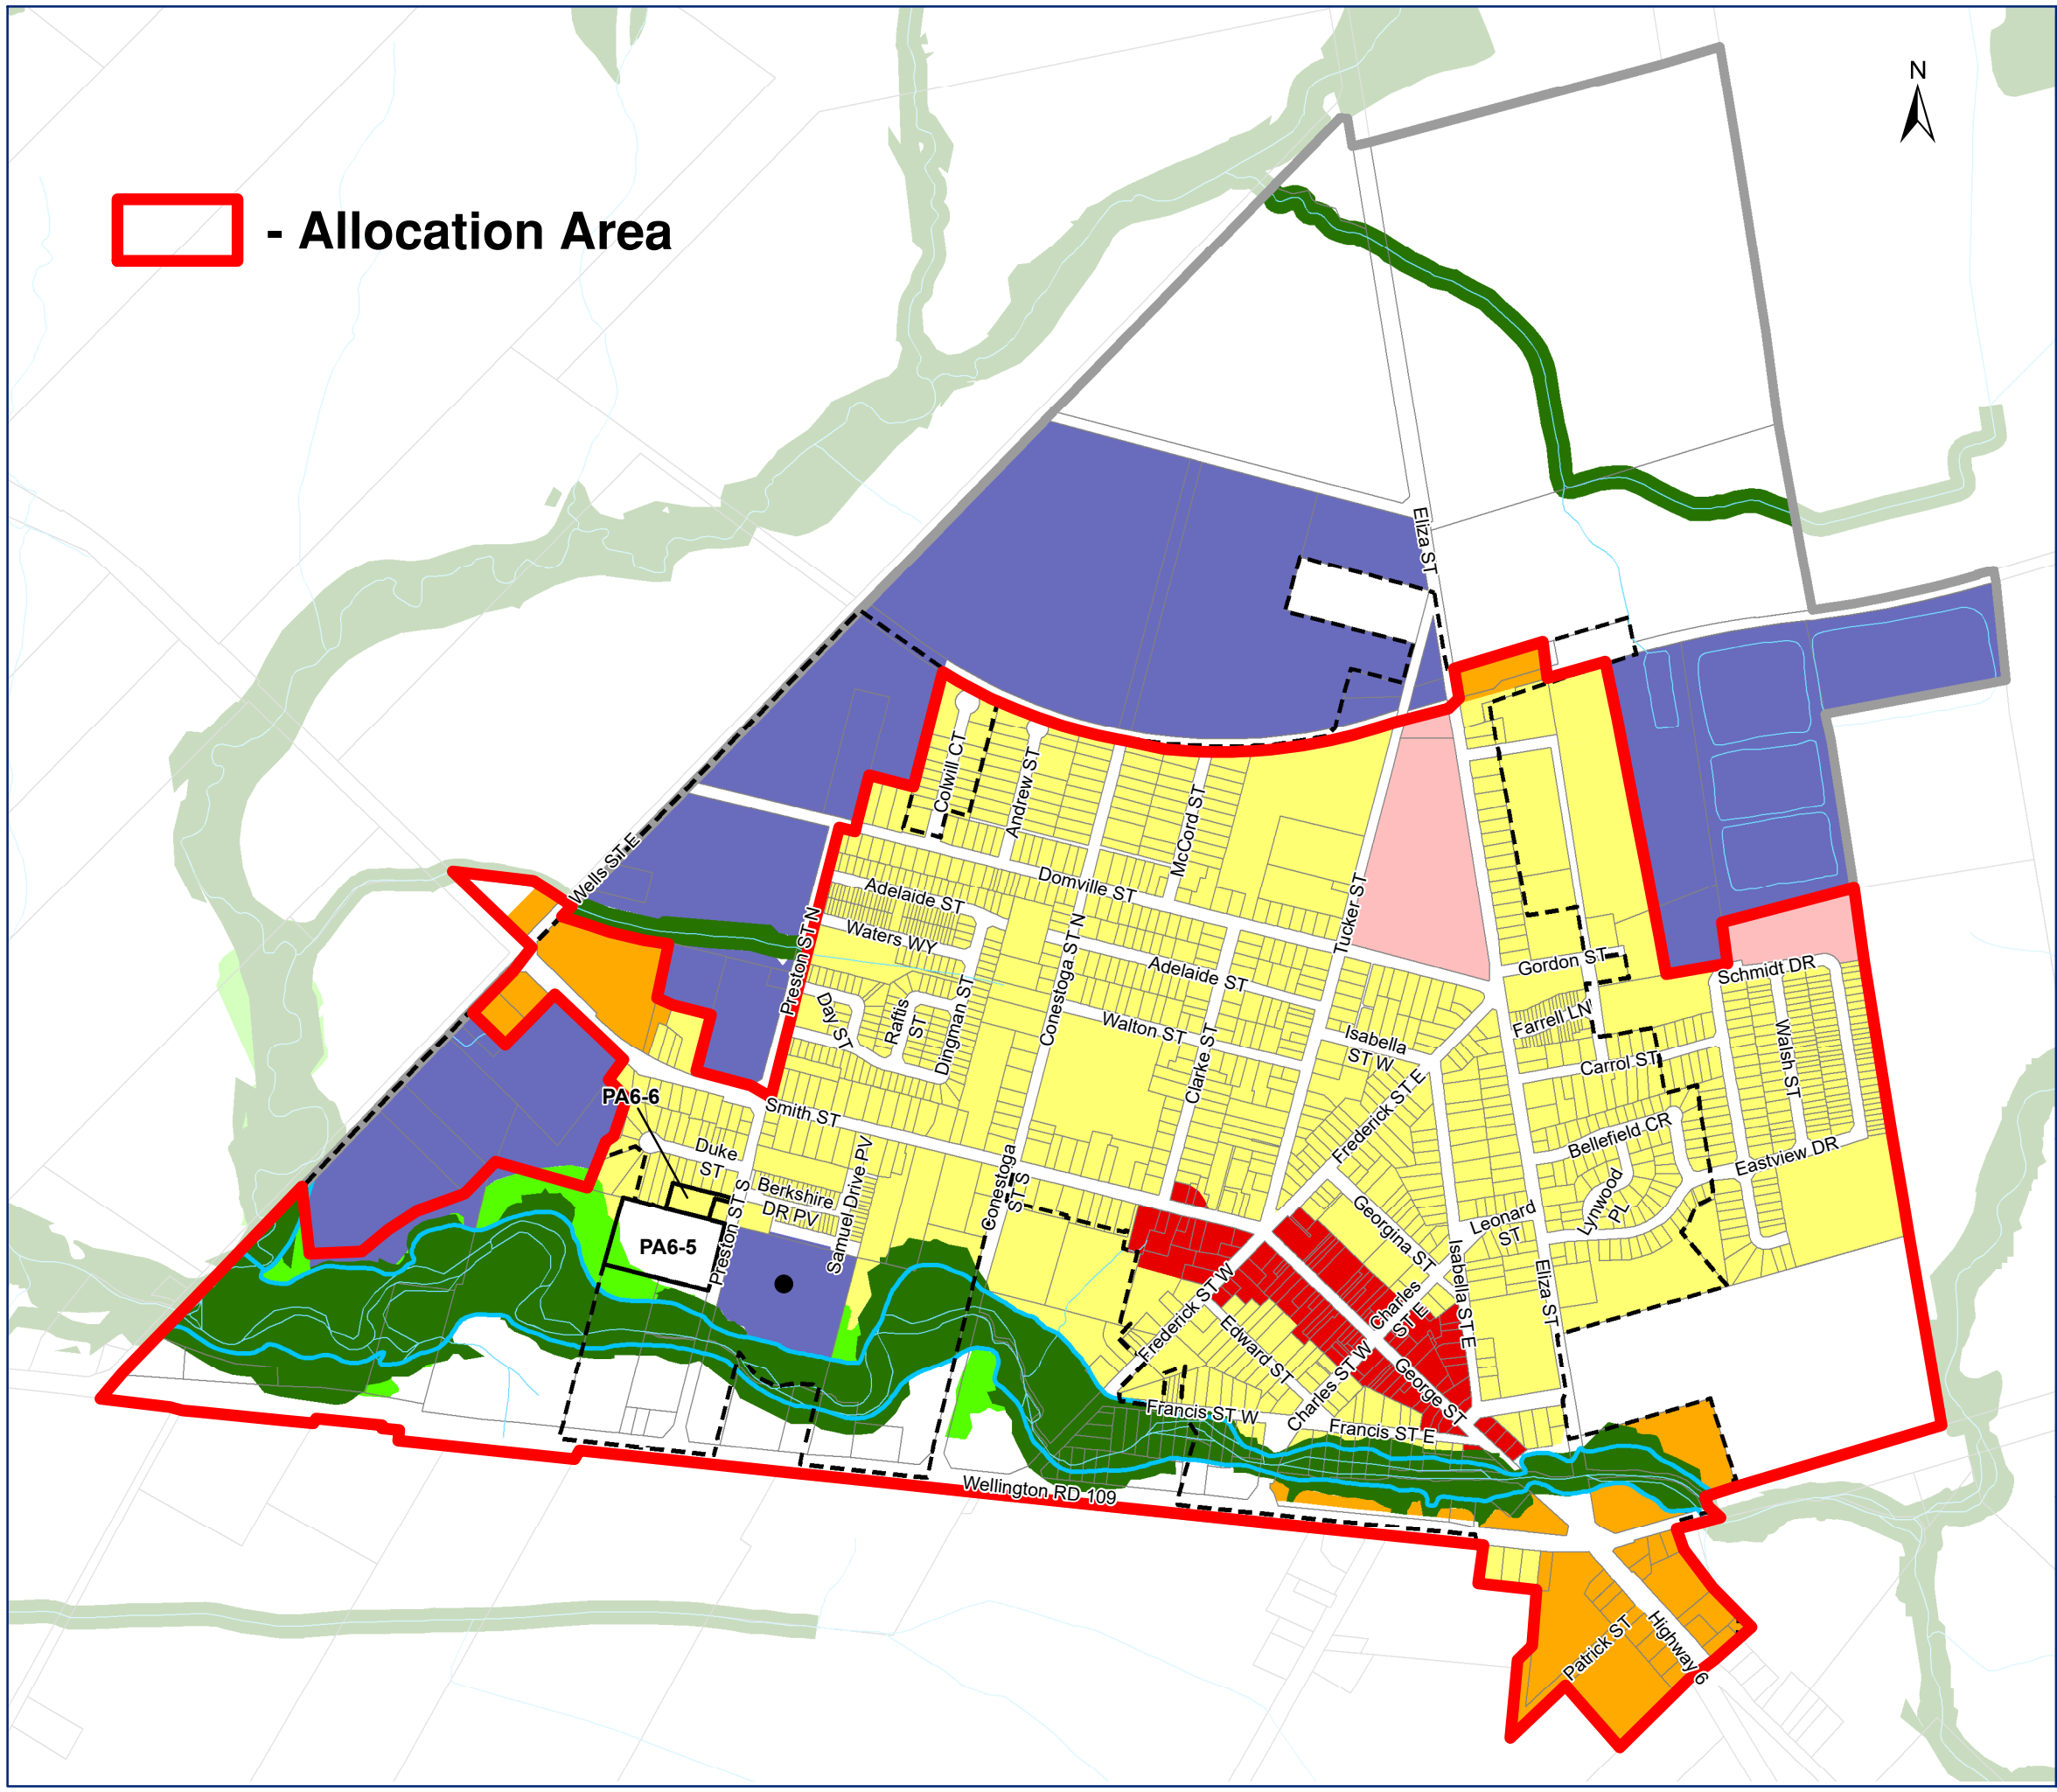 N
- Allocation Area
Eliza ST
Colwill CT
Andrew ST
McCord ST
Wells ST E
Domville ST
Adelaide ST
Tucker ST
Waters WY
Preston ST N
Conestoga ST N
Adelaide ST
Gordon ST
Schmidt DR
Day ST
Raftis
ST
Dingman ST
Walton ST
Clarke ST
Isabella
ST W
Farrell LN
Carrol ST
Walsh ST
PA6-6
Smith ST
Frederick ST E
Bellefield CR
Eastview DR
Duke
ST
Berkshire
DR PV
Samuel Drive PV
Conestoga
ST S
Preston ST S
PA6-5
Georgina ST
Leonard
ST
Lynwood
PL
Isabella ST E
Eliza ST
Frederick ST W
Charles
ST E
Edward ST
Charles ST W
George ST
Francis ST W
Francis ST E
Wellington RD 109
Patrick ST
Highway 6